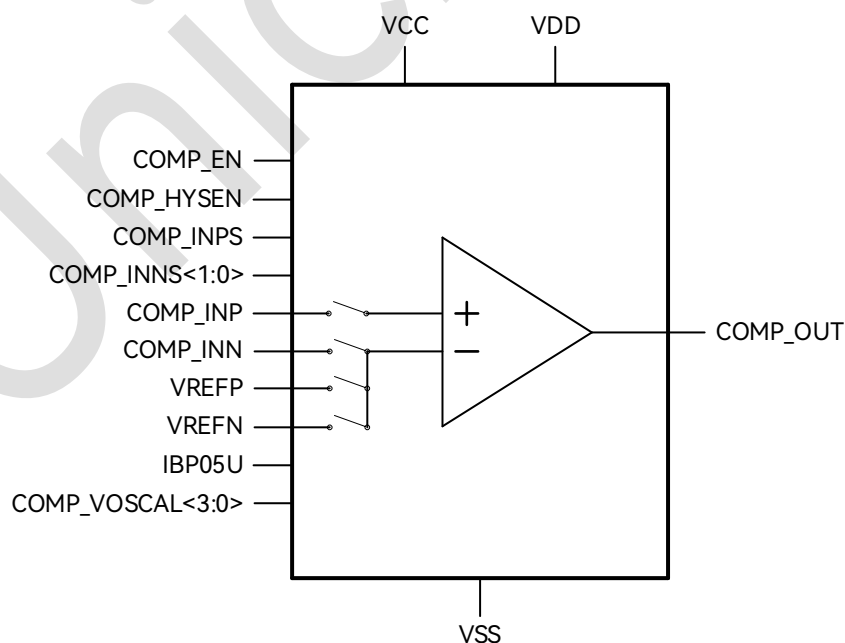 VCC VDD
COMP_EN
COMP_HYSEN
COMP_INPS
COMP_INNS<1:0>
COMP_INP
COMP_INN
VREFP
VREFN
IBP05U
COMP_VOSCAL<3:0>
+
−
COMP_OUT
VSS